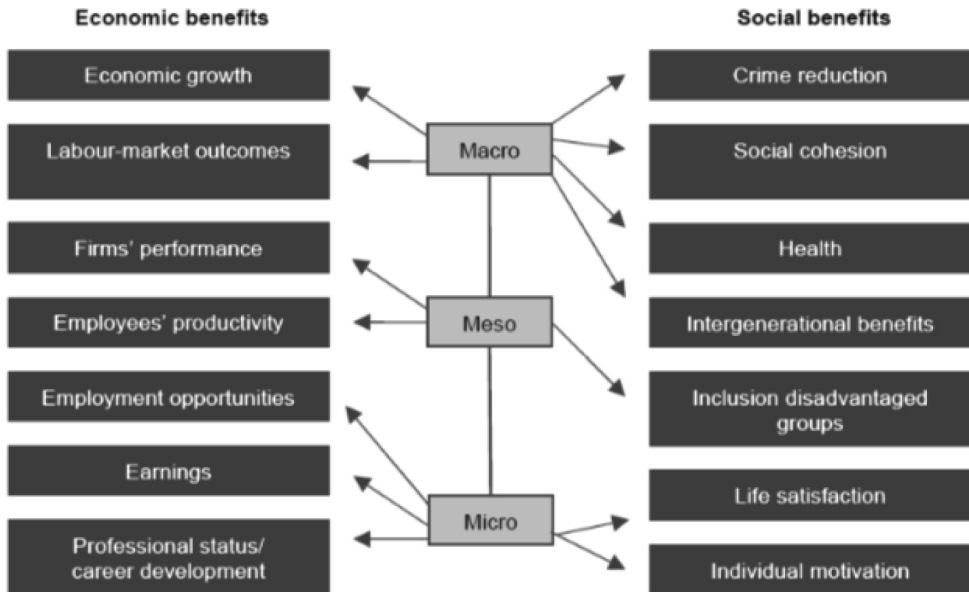 Economic benefits
Economic growth
Labour-market outcomes
Firms' performance
Employees' productivity
Employment opportunities
Earnings
Professional status/
career development
Macro
Meso
Micro
Social benefits
Crime reduction
Social cohesion
Health
Intergenerational benefits
Inclusion disadvantaged
groups
Life satisfaction
Individual motivation